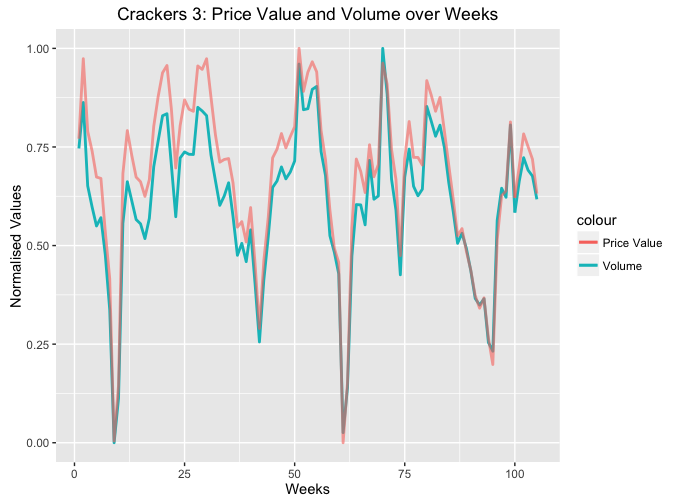 Crackers 3: Price Value and Volume over Weeks
1.00
0.75
0.50
0.25
0.00
Normalised Values
0
25
50
75
100
Weeks
colour
Price Value
Volume